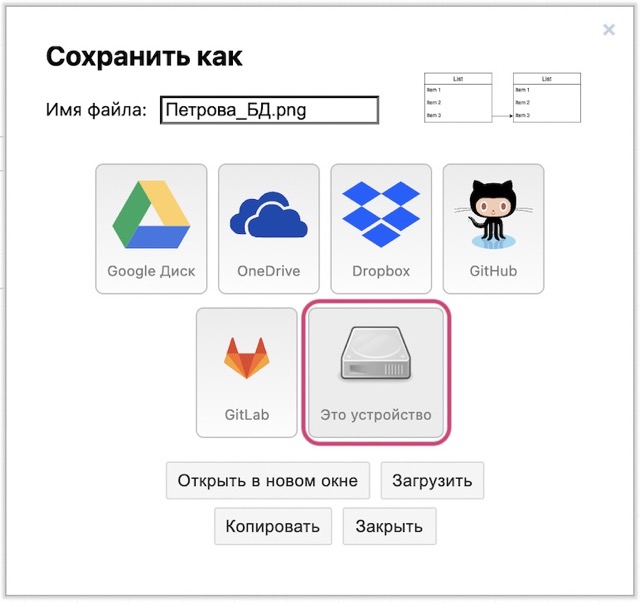 Сохранить как
Имя файла: Петрова_БД.png
List List
Item 1 Item 1
Item 2 Item 2
Item 3 Item 3
Google Диск OneDrive Dropbox GitHub
GitLab Это устройство
Открыть в новом окне Загрузить
Копировать Закрыть